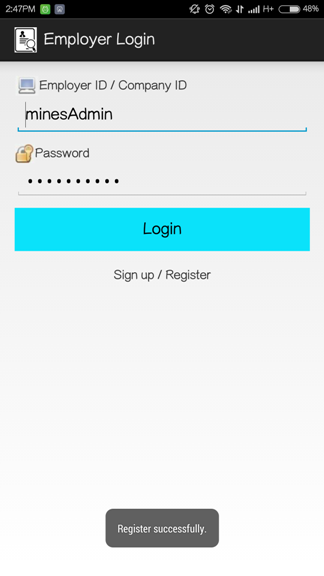 2:47PM H+ 48%
Employer Login
Employer ID / Company ID
minesAdmin
Password
••••••••••
Login
Sign up / Register
Register successfully.